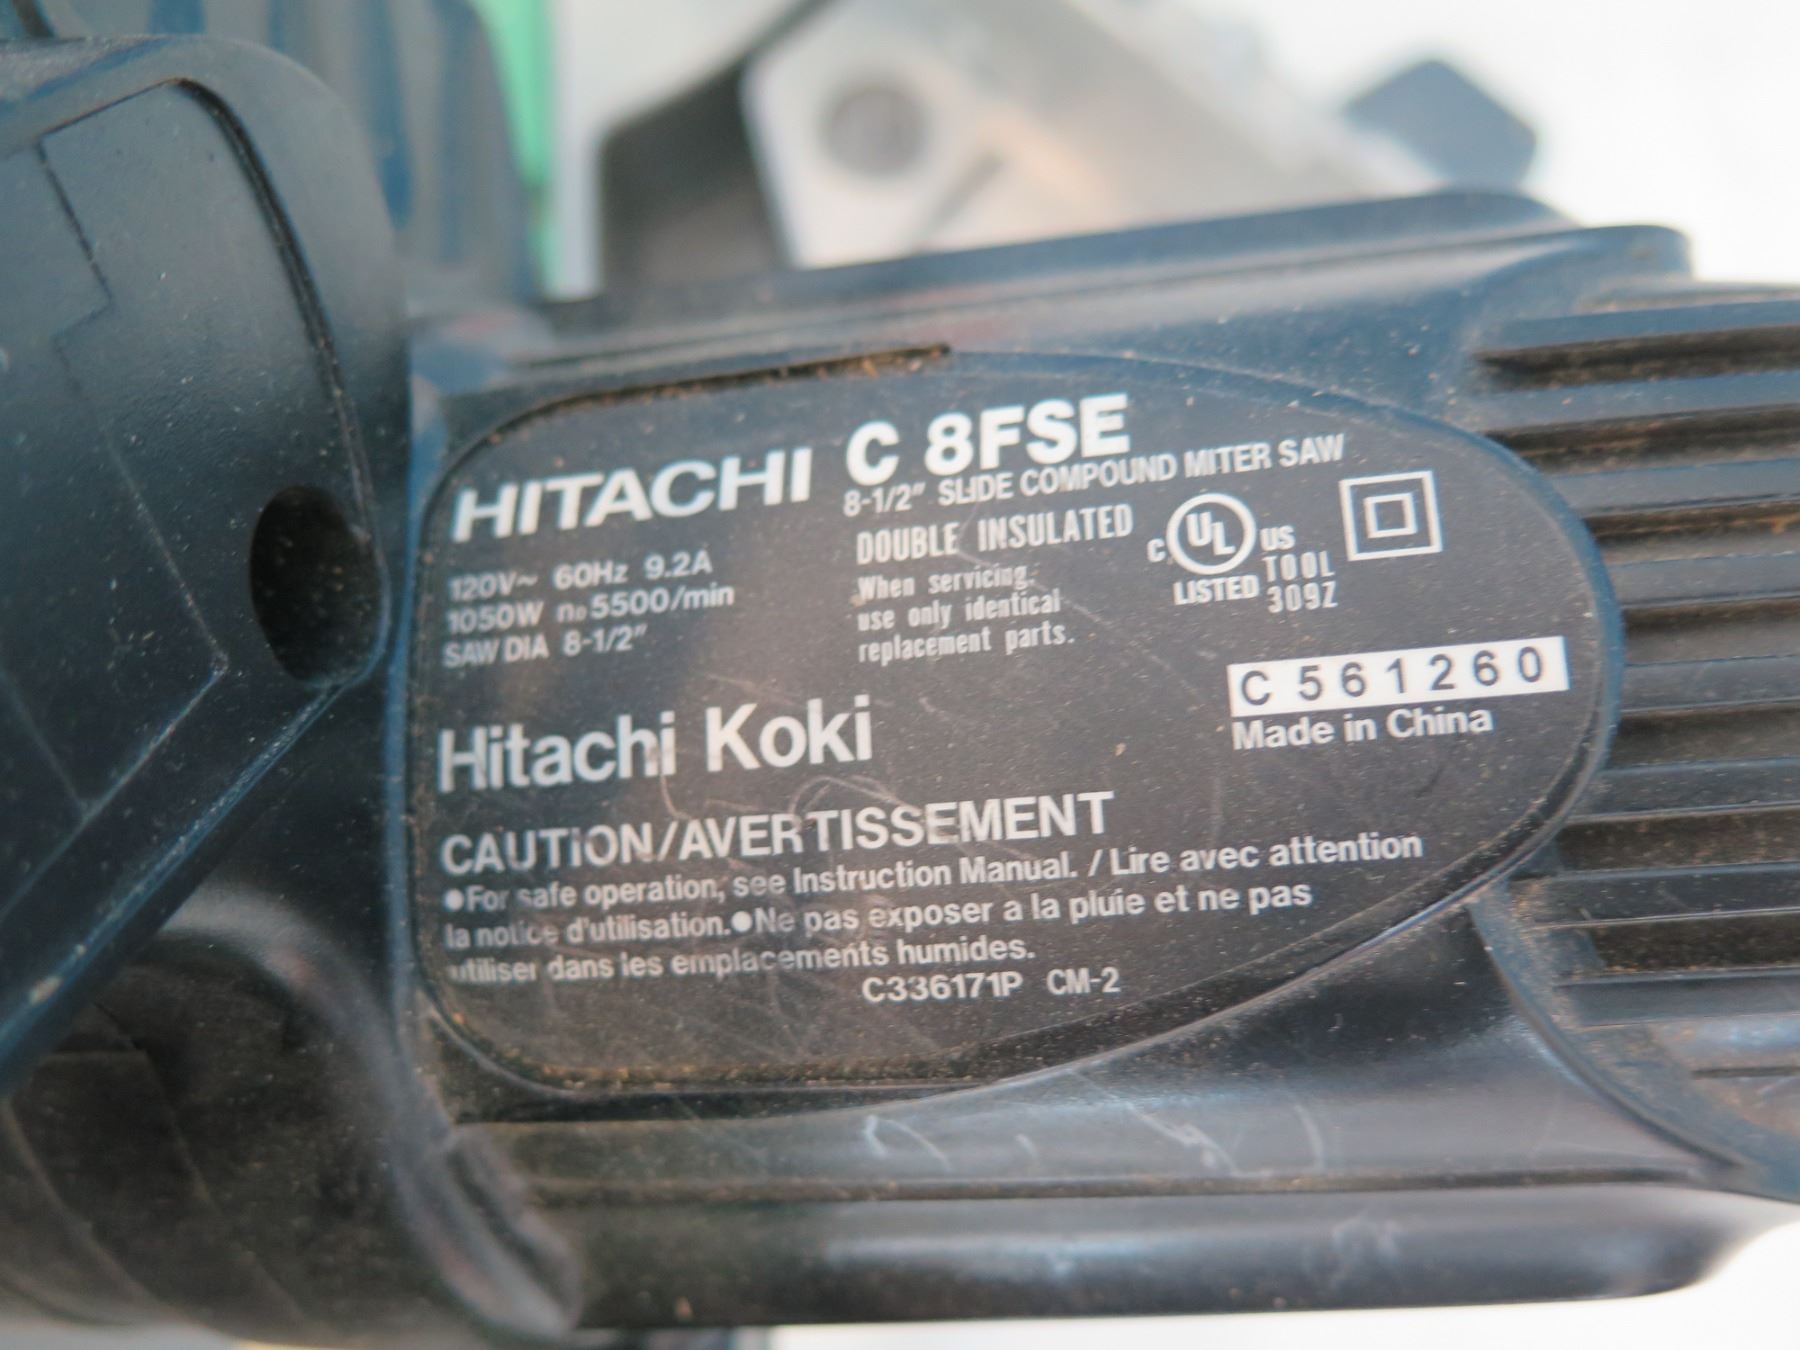 HITACHI C 8FSE
8-1/2" SLIDE COMPOUND MITER SAW
120V~ 60Hz 9.2A
1050W no 5500/min
SAW DIA 8-1/2"
DOUBLE INSULATED
When servicing,
use only identical
replacement parts.
C UL US
LISTED TOOL
309Z
C 561260
Made in China
Hitachi Koki
CAUTION/AVERTISSEMENT
●For safe operation, see Instruction Manual. / Lire avec attention
la notice d'utilisation.●Ne pas exposer a la pluie et ne pas
utiliser dans les emplacements humides.
C336171P CM-2